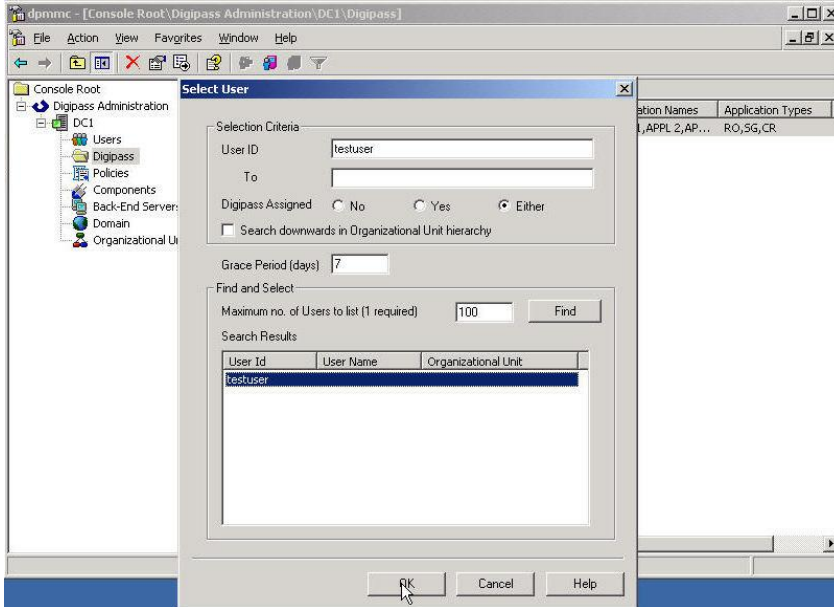 dpmmc - [Console Root\Digipass Administration\DC1\Digipass]
File Action View Favorites Window Help
Console Root
Digipass Administration
DC1
Users
Digipass
Policies
Components
Back-End Server
Domain
Organizational U
Select User
Selection Criteria
User ID testuser
To
Digipass Assigned No Yes Either
Search downwards in Organizational Unit hierarchy
Grace Period (days) 7
Find and Select
Maximum no. of Users to list (1 required) 100 Find
Search Results
User Id User Name Organizational Unit
testuser
OK Cancel Help
ation Names Application Types
1,APPL 2,AP... RO,SG,CR